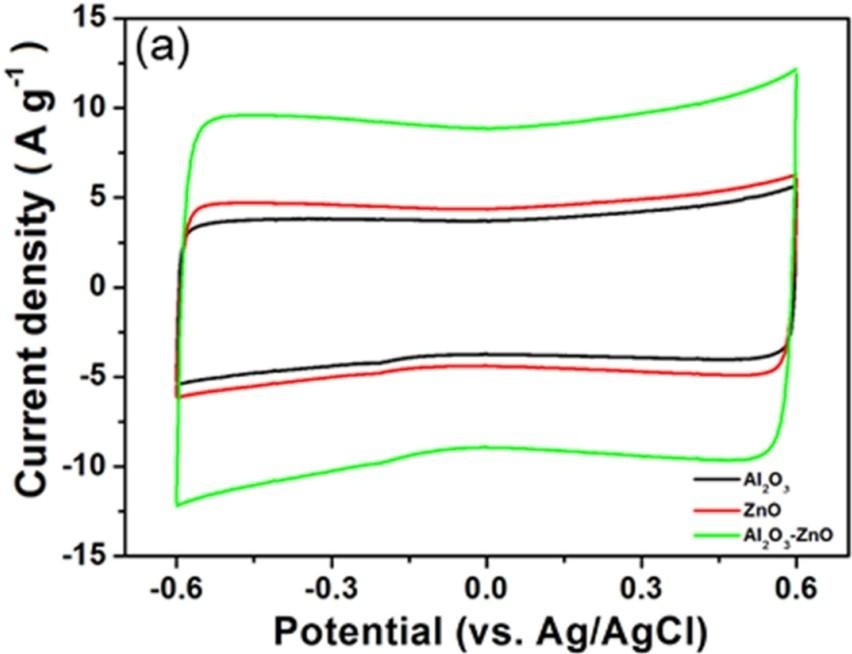 (a)
Current density ( A g⁻¹ )
15
10
5
0
-5
-10
-15
Al₂O₃
ZnO
Al₂O₃-ZnO
-0.6 -0.3 0.0 0.3 0.6
Potential (vs. Ag/AgCl)